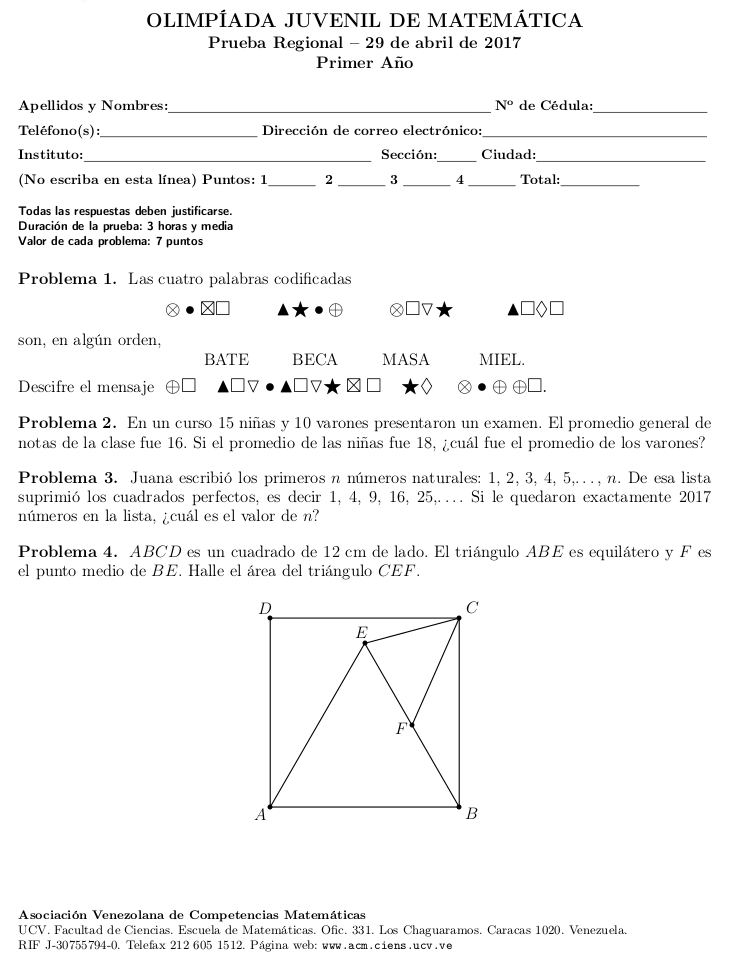 OLIMPÍADA JUVENIL DE MATEMÁTICA
Prueba Regional – 29 de abril de 2017
Primer Año
Apellidos y Nombres:________________ Nº de Cédula:________
Teléfono(s):________ Dirección de correo electrónico:________________
Instituto:________________ Sección:_____ Ciudad:________________
(No escriba en esta línea) Puntos: 1______ 2 ______ 3 ______ 4 ______ Total:__________
Todas las respuestas deben justificarse.
Duración de la prueba: 3 horas y media
Valor de cada problema: 7 puntos
Problema 1. Las cuatro palabras codificadas
⊗ • ⊠□ ▲★ • ⊕ ⊗□▽★ ▲□◊□
son, en algún orden,
BATE BECA MASA MIEL.
Descifre el mensaje ⊕□ ▲□▽ • ▲□▽★ ⊠ □ ★◊ ⊗ • ⊕ ⊕□.
Problema 2. En un curso 15 niñas y 10 varones presentaron un examen. El promedio general de
notas de la clase fue 16. Si el promedio de las niñas fue 18, ¿cuál fue el promedio de los varones?
Problema 3. Juana escribió los primeros n números naturales: 1, 2, 3, 4, 5,..., n. De esa lista
suprimió los cuadrados perfectos, es decir 1, 4, 9, 16, 25,.... Si le quedaron exactamente 2017
números en la lista, ¿cuál es el valor de n?
Problema 4. ABCD es un cuadrado de 12 cm de lado. El triángulo ABE es equilátero y F es
el punto medio de BE. Halle el área del triángulo CEF.
D C
E
F
A B
Asociación Venezolana de Competencias Matemáticas
UCV. Facultad de Ciencias. Escuela de Matemáticas. Ofic. 331. Los Chaguaramos. Caracas 1020. Venezuela.
RIF J-30755794-0. Telefax 212 605 1512. Página web: www.acm.ciens.ucv.ve